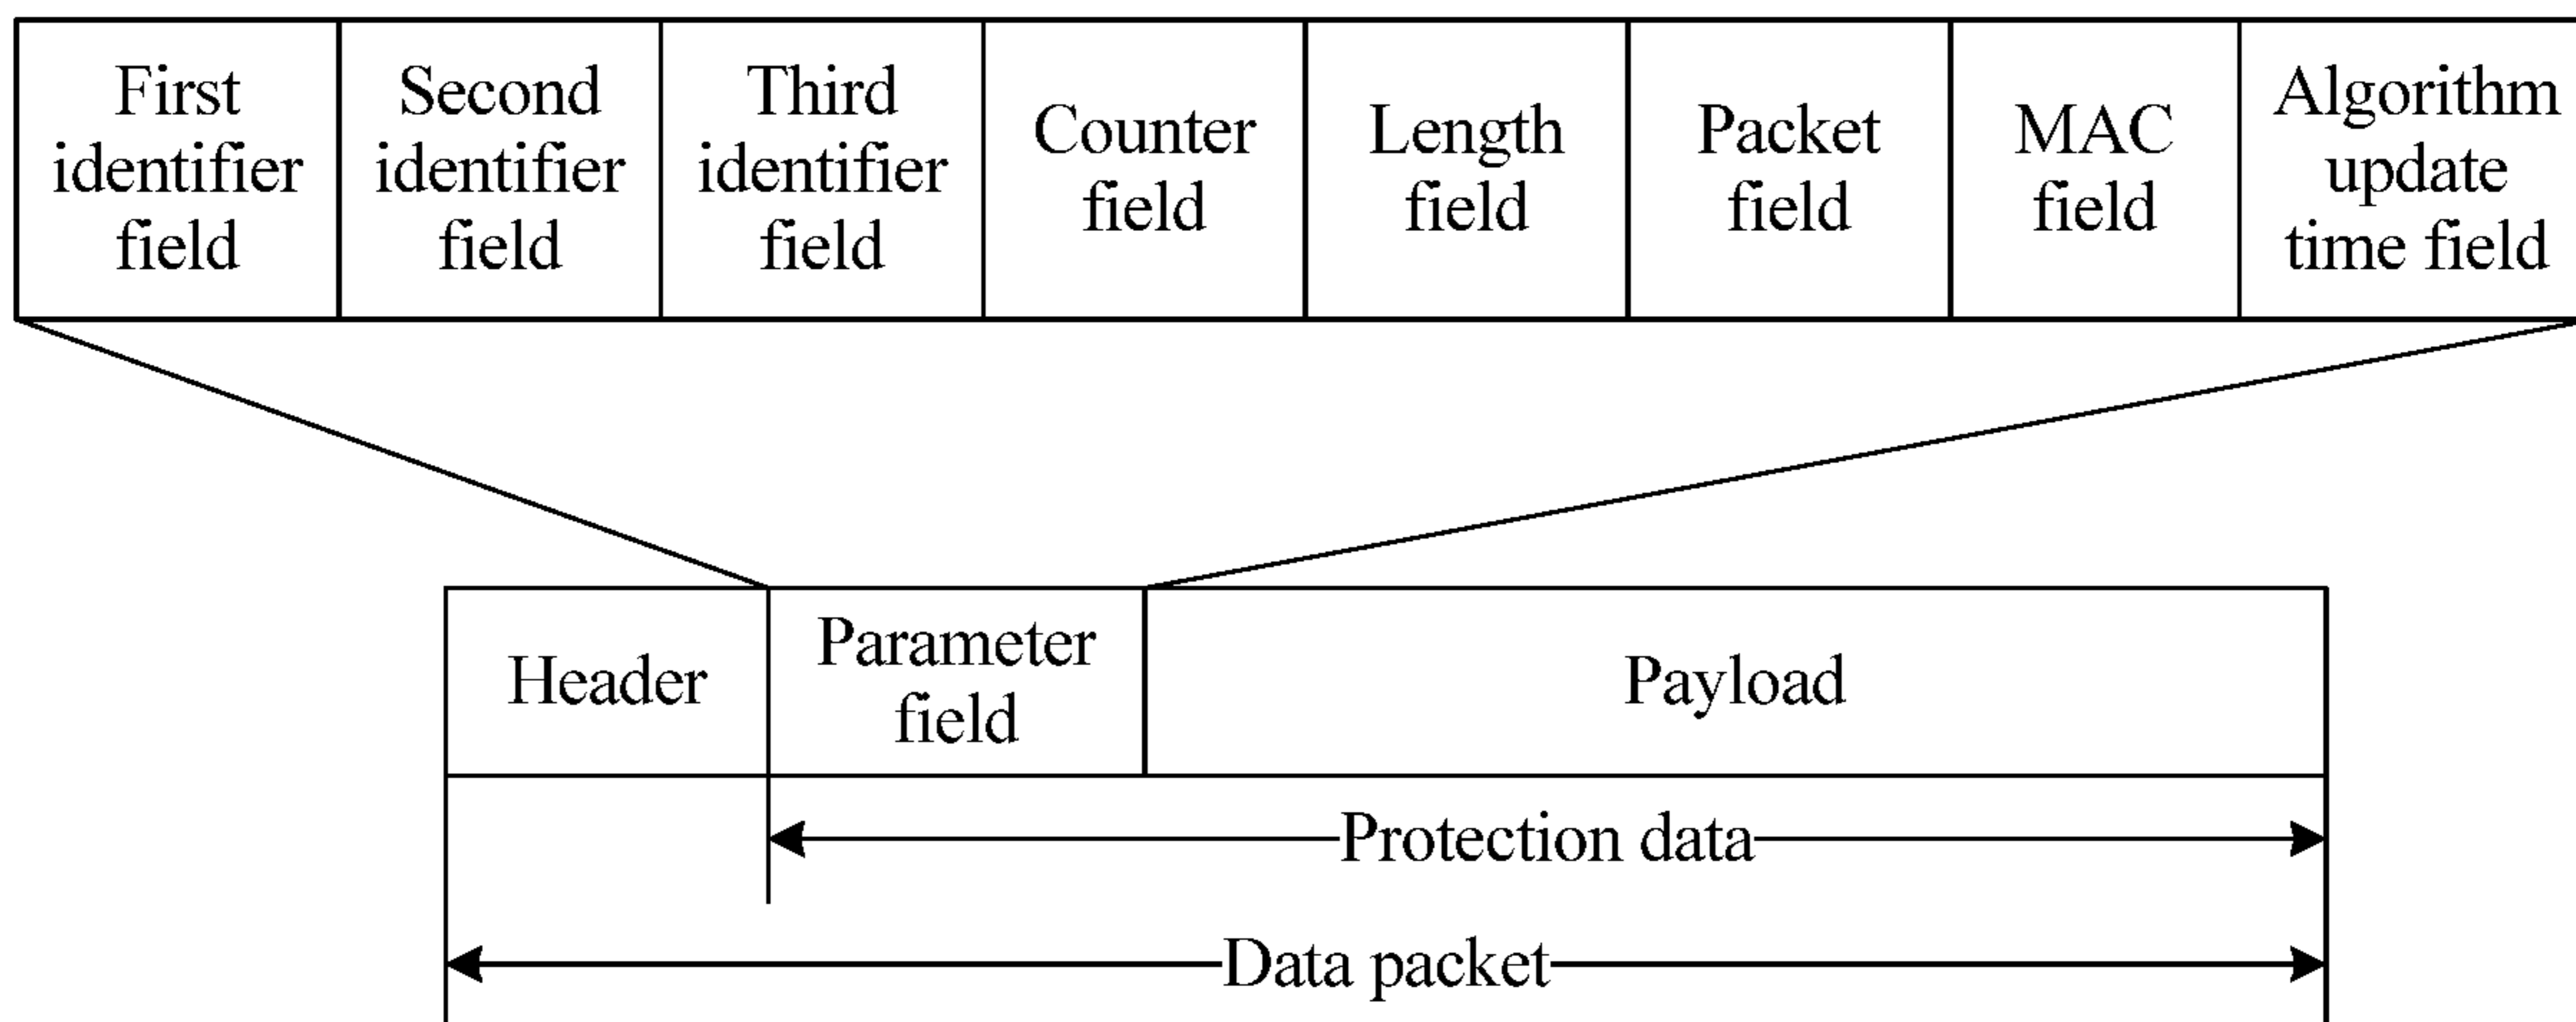 First
identifier
field
Second
identifier
field
Third
identifier
field
Counter
field
Length
field
Packet
field
MAC
field
Algorithm
update
time field
Header
Parameter
field
Payload
Protection data
Data packet